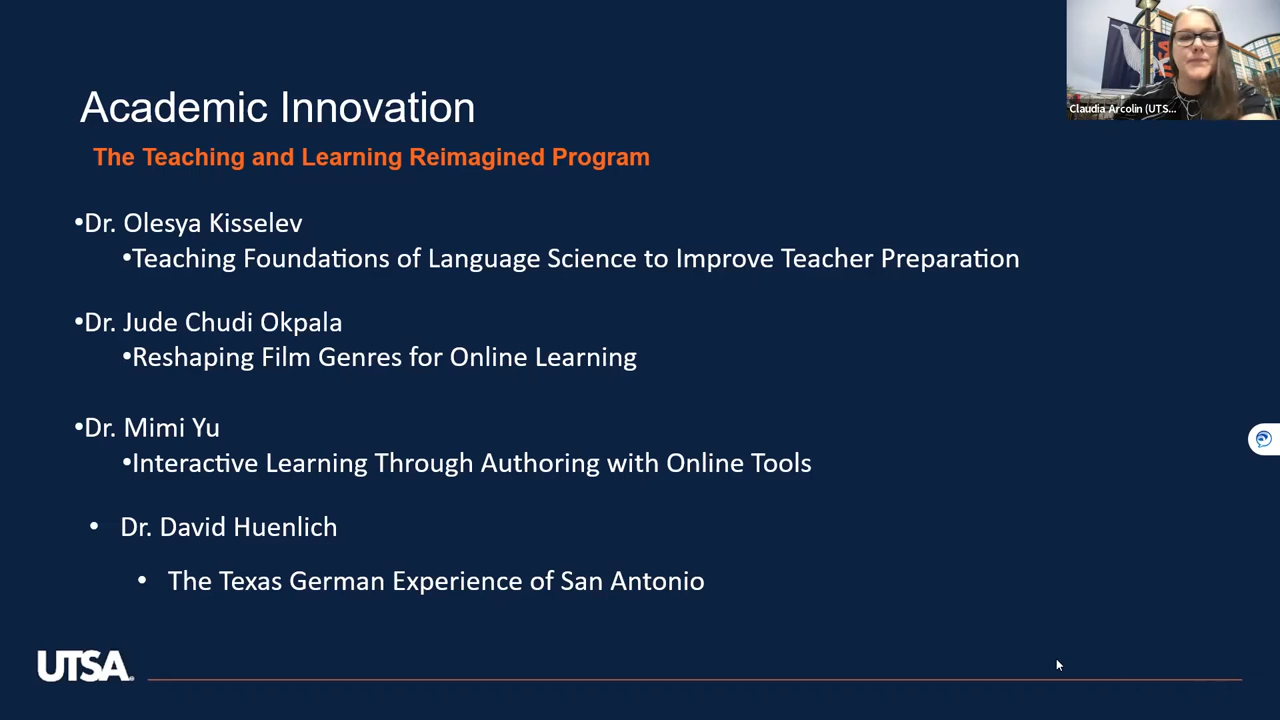 Academic Innovation
The Teaching and Learning Reimagined Program
•Dr. Olesya Kisselev
•Teaching Foundations of Language Science to Improve Teacher Preparation
•Dr. Jude Chudi Okpala
•Reshaping Film Genres for Online Learning
•Dr. Mimi Yu
•Interactive Learning Through Authoring with Online Tools
• Dr. David Huenlich
• The Texas German Experience of San Antonio
UTSA
Claudia Arcolin (UTS...